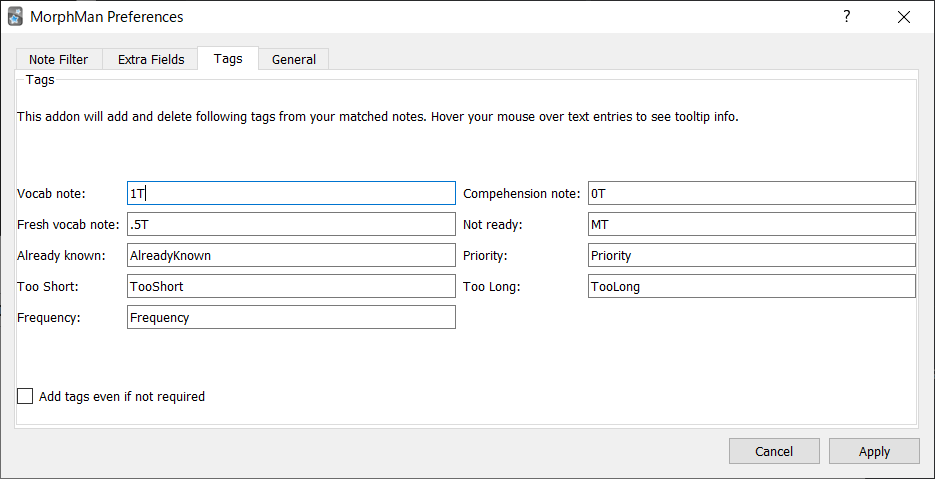 MorphMan Preferences
?
Note Filter
Extra Fields
Tags
General
Tags
This addon will add and delete following tags from your matched notes. Hover your mouse over text entries to see tooltip info.
Vocab note: 1T Compehension note: 0T
Fresh vocab note: .5T Not ready: MT
Already known: AlreadyKnown Priority: Priority
Too Short: TooShort Too Long: TooLong
Frequency: Frequency
Add tags even if not required
Cancel Apply